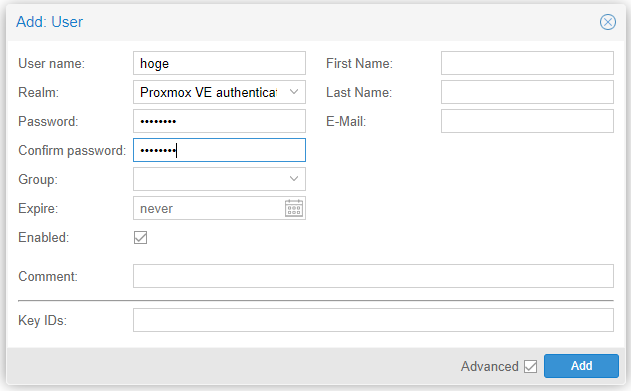 Add: User
User name: hoge First Name:
Realm: Proxmox VE authenticat Last Name:
Password: •••••••• E-Mail:
Confirm password: ••••••••
Group:
Expire: never
Enabled:
Comment:
Key IDs:
Advanced Add